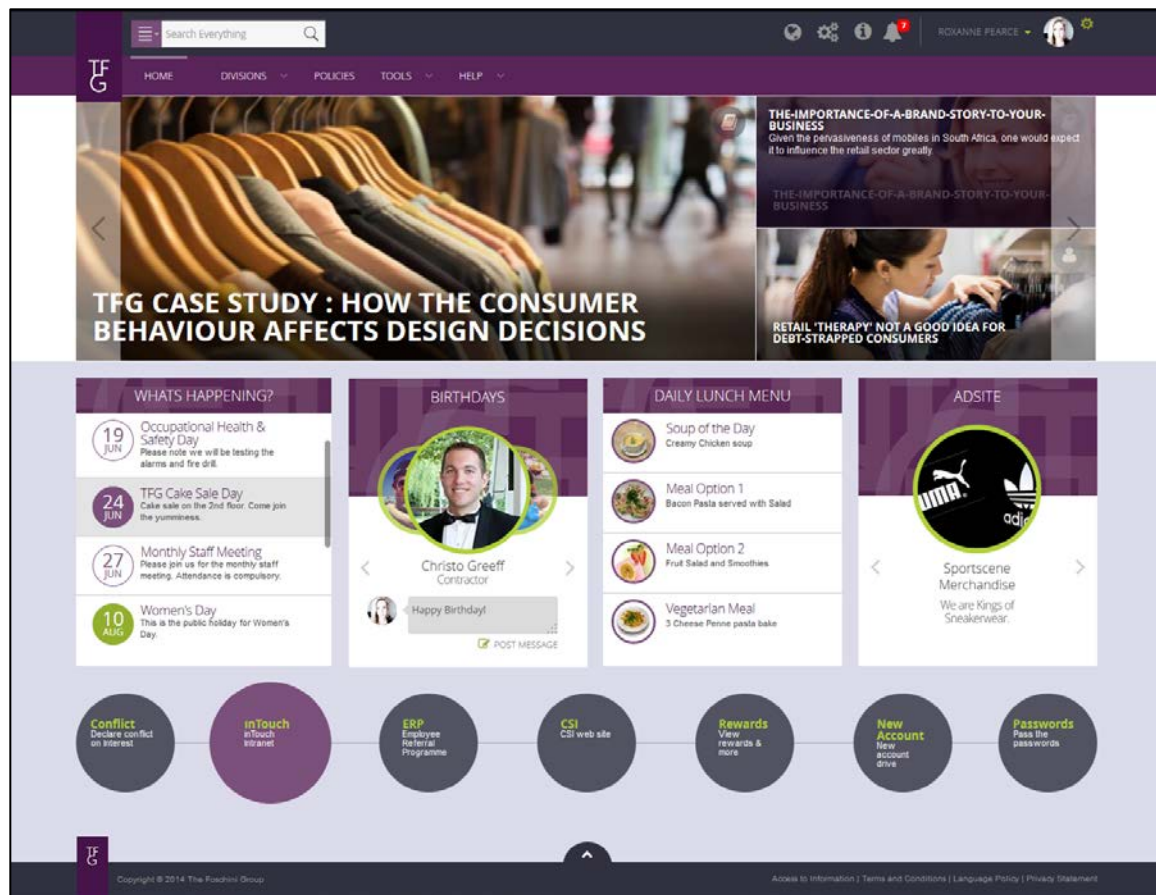 Search Everything
7
ROXANNE PEARCE
TFG
HOME
DIVISIONS
POLICIES
TOOLS
HELP
TFG CASE STUDY : HOW THE CONSUMER
BEHAVIOUR AFFECTS DESIGN DECISIONS
THE-IMPORTANCE-OF-A-BRAND-STORY-TO-YOUR-
BUSINESS
Given the pervasiveness of mobiles in South Africa, one would expect
it to influence the retail sector greatly.
THE-IMPORTANCE-OF-A-BRAND-STORY-TO-YOUR-
BUSINESS
RETAIL 'THERAPY' NOT A GOOD IDEA FOR
DEBT-STRAPPED CONSUMERS
WHATS HAPPENING?
19
JUN
Occupational Health &
Safety Day
Please note we will be testing the
alarms and fire drill.
24
JUN
TFG Cake Sale Day
Cake sale on the 2nd floor. Come join
the yumminess.
27
JUN
Monthly Staff Meeting
Please join us for the monthly staff
meeting. Attendance is compulsory.
10
AUG
Women's Day
This is the public holiday for Women's
Day.
BIRTHDAYS
Christo Greeff
Contractor
Happy Birthday!
POST MESSAGE
DAILY LUNCH MENU
Soup of the Day
Creamy Chicken soup
Meal Option 1
Bacon Pasta served with Salad
Meal Option 2
Fruit Salad and Smoothies
Vegetarian Meal
3 Cheese Penne pasta bake
ADSITE
PUMA
adid
Sportscene
Merchandise
We are Kings of
Sneakerwear.
Conflict
Declare conflict
on interest
inTouch
inTouch
Intranet
ERP
Employee
Referral
Programme
CSI
CSI web site
Rewards
View
rewards &
more
New
Account
New
account
drive
Passwords
Pass the
passwords
TFG
Copyright © 2014 The Foschini Group
Access to Information | Terms and Conditions | Language Policy | Privacy Statement